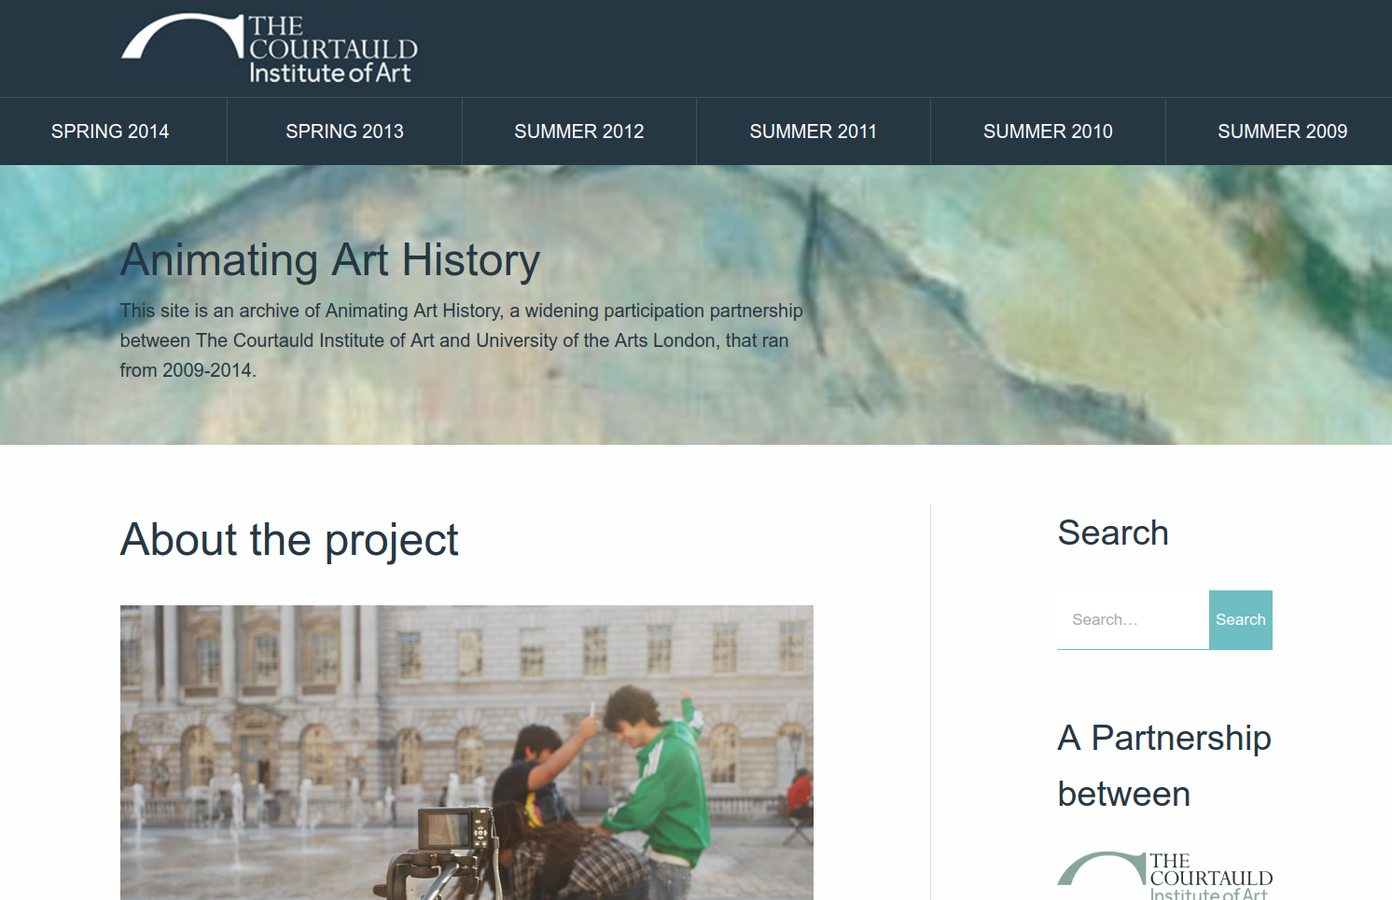 THE
COURTAULD
Institute of Art
SPRING 2014
SPRING 2013
SUMMER 2012
SUMMER 2011
SUMMER 2010
SUMMER 2009
Animating Art History
This site is an archive of Animating Art History, a widening participation partnership
between The Courtauld Institute of Art and University of the Arts London, that ran
from 2009-2014.
About the project
Search
Search...
Search
A Partnership
between
THE
COURTAULD
Institute of Art